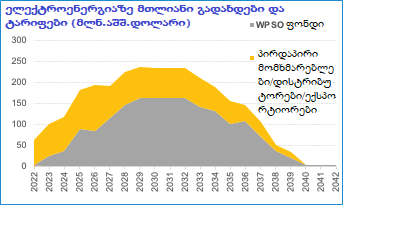 ელექტროენერგიაზე მთლიანი გადახდები და
ტარიფები (მლნ.აშშ.დოლარი)
WPSO ფონდი
პირდაპირი
მომხმარებლე
ბი/დისტრიბუ
ტორები/ექსპო
რტიორები
300
250
200
150
100
50
0
2022 2023 2024 2025 2026 2027 2028 2029 2030 2031 2032 2033 2034 2035 2036 2037 2038 2039 2040 2041 2042